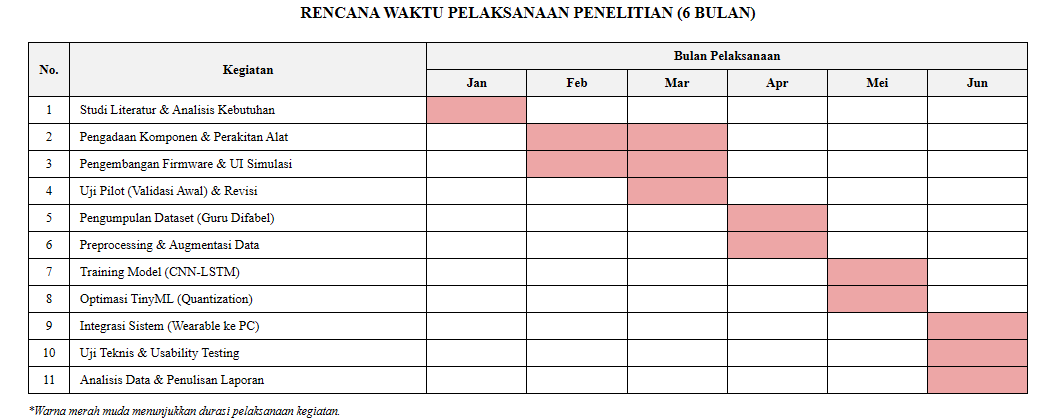 RENCANA WAKTU PELAKSANAAN PENELITIAN (6 BULAN)
No. Kegiatan Bulan Pelaksanaan
Jan Feb Mar Apr Mei Jun
1 Studi Literatur & Analisis Kebutuhan
2 Pengadaan Komponen & Perakitan Alat
3 Pengembangan Firmware & UI Simulasi
4 Uji Pilot (Validasi Awal) & Revisi
5 Pengumpulan Dataset (Guru Difabel)
6 Preprocessing & Augmentasi Data
7 Training Model (CNN-LSTM)
8 Optimasi TinyML (Quantization)
9 Integrasi Sistem (Wearable ke PC)
10 Uji Teknis & Usability Testing
11 Analisis Data & Penulisan Laporan
*Warna merah muda menunjukkan durasi pelaksanaan kegiatan.